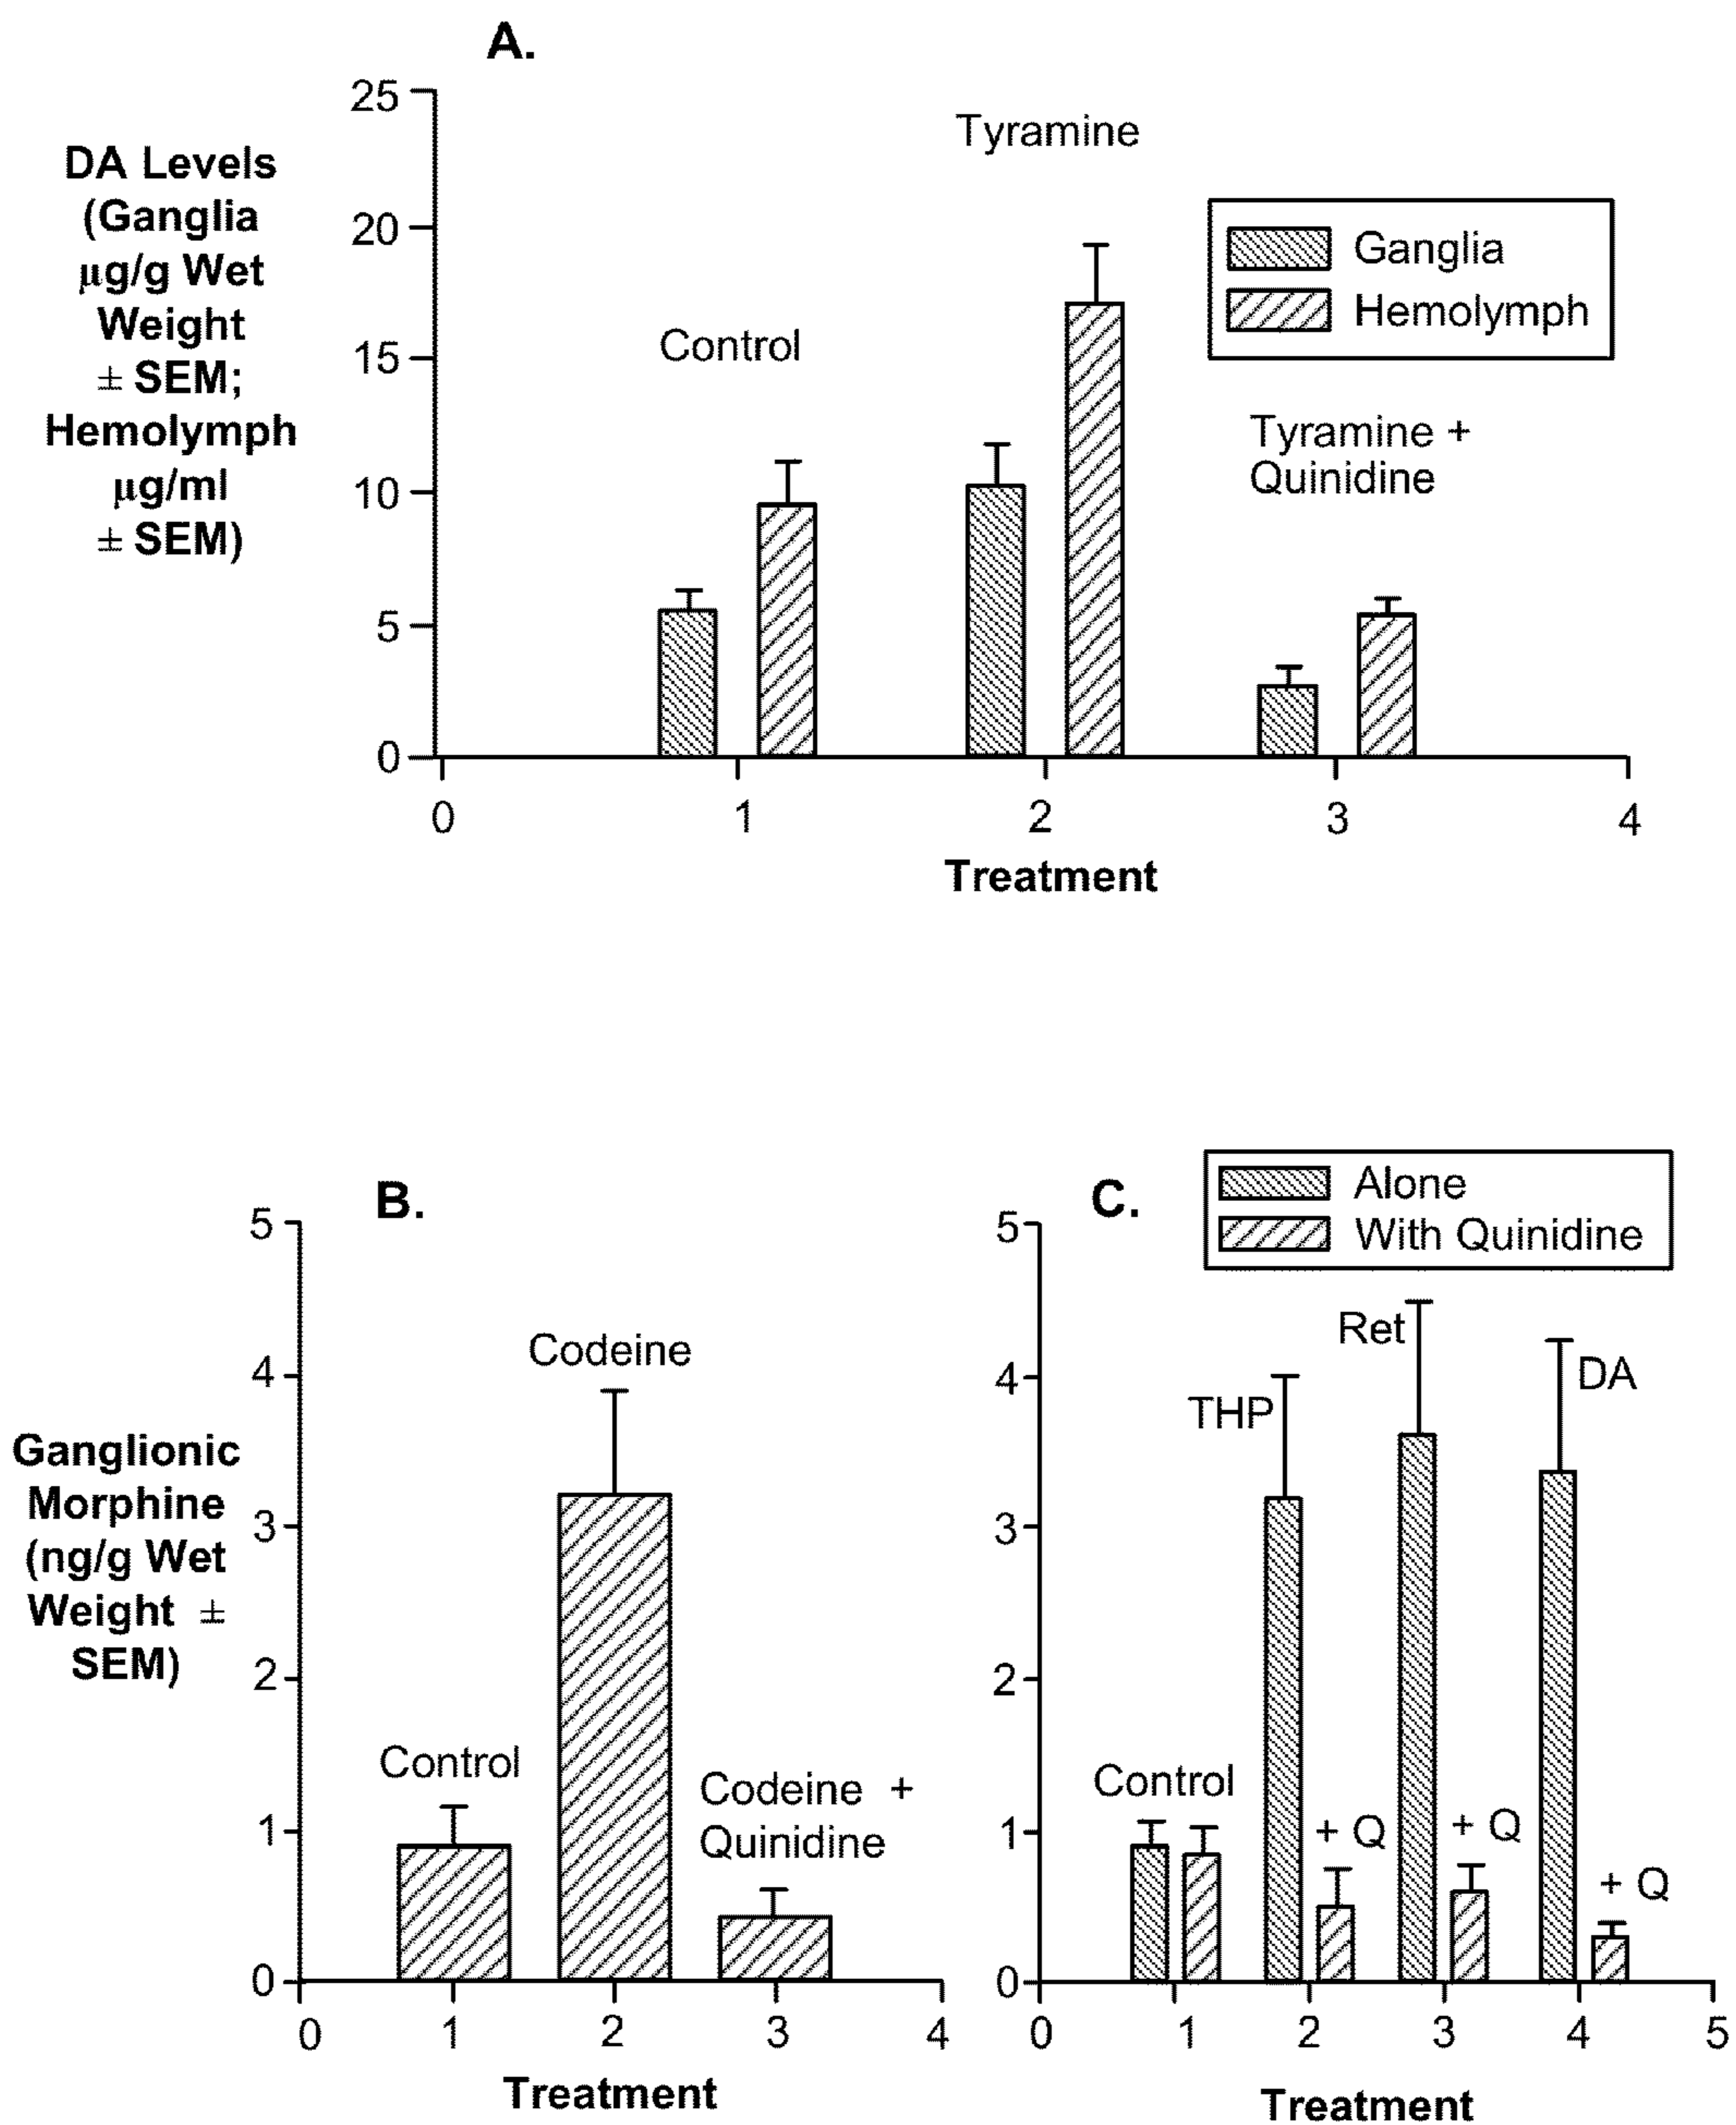 A.
DA Levels
(Ganglia
µg/g Wet
Weight
± SEM;
Hemolymph
µg/ml
± SEM)
25
20
15
10
5
0
Control
Tyramine
Ganglia
Hemolymph
Tyramine +
Quinidine
0 1 2 3 4
Treatment
B.
Ganglionic
Morphine
(ng/g Wet
Weight ±
SEM)
5
4
3
2
1
0
Control
Codeine
Codeine +
Quinidine
0 1 2 3 4
Treatment
C.
Alone
With Quinidine
5
4
3
2
1
0
Control
THP
+ Q
Ret
+ Q
DA
+ Q
0 1 2 3 4 5
Treatment